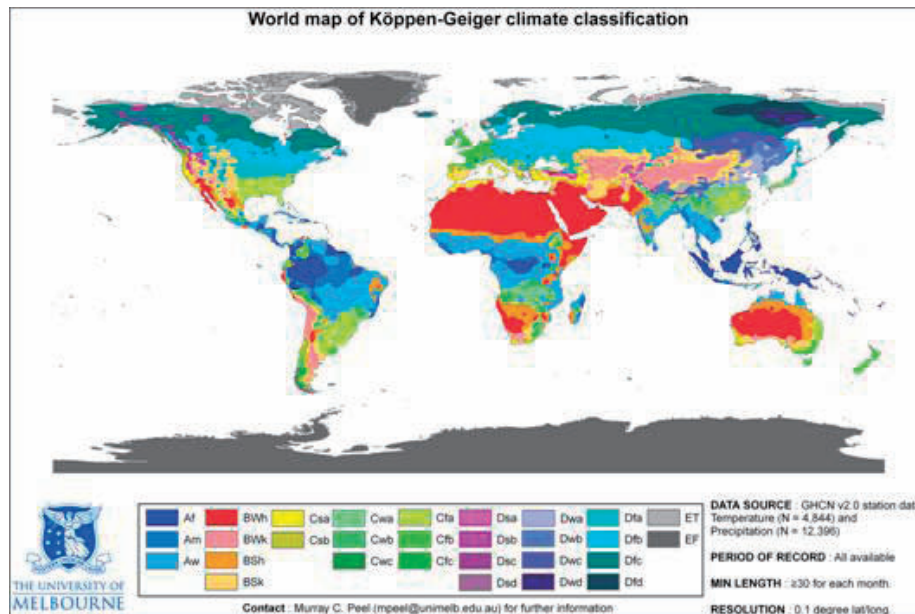 World map of Köppen-Geiger climate classification
Af
Am
Aw
BWh
BWk
BSh
BSk
Csa
Csb
Cwa
Cwb
Cwc
Cfa
Cfb
Cfc
Dsa
Dsb
Dsc
Dsd
Dwa
Dwb
Dwc
Dwd
Dfa
Dfb
Dfc
Dfd
ET
EF
DATA SOURCE : GHCN v2.0 station dat
Temperature (N = 4,844) and
Precipitation (N = 12,396)
PERIOD OF RECORD : All available
MIN LENGTH : ≥30 for each month.
RESOLUTION : 0.1 degree lat/long
THE UNIVERSITY OF
MELBOURNE
Contact : Murray C. Peel (mpeel@unimelb.edu.au) for further information